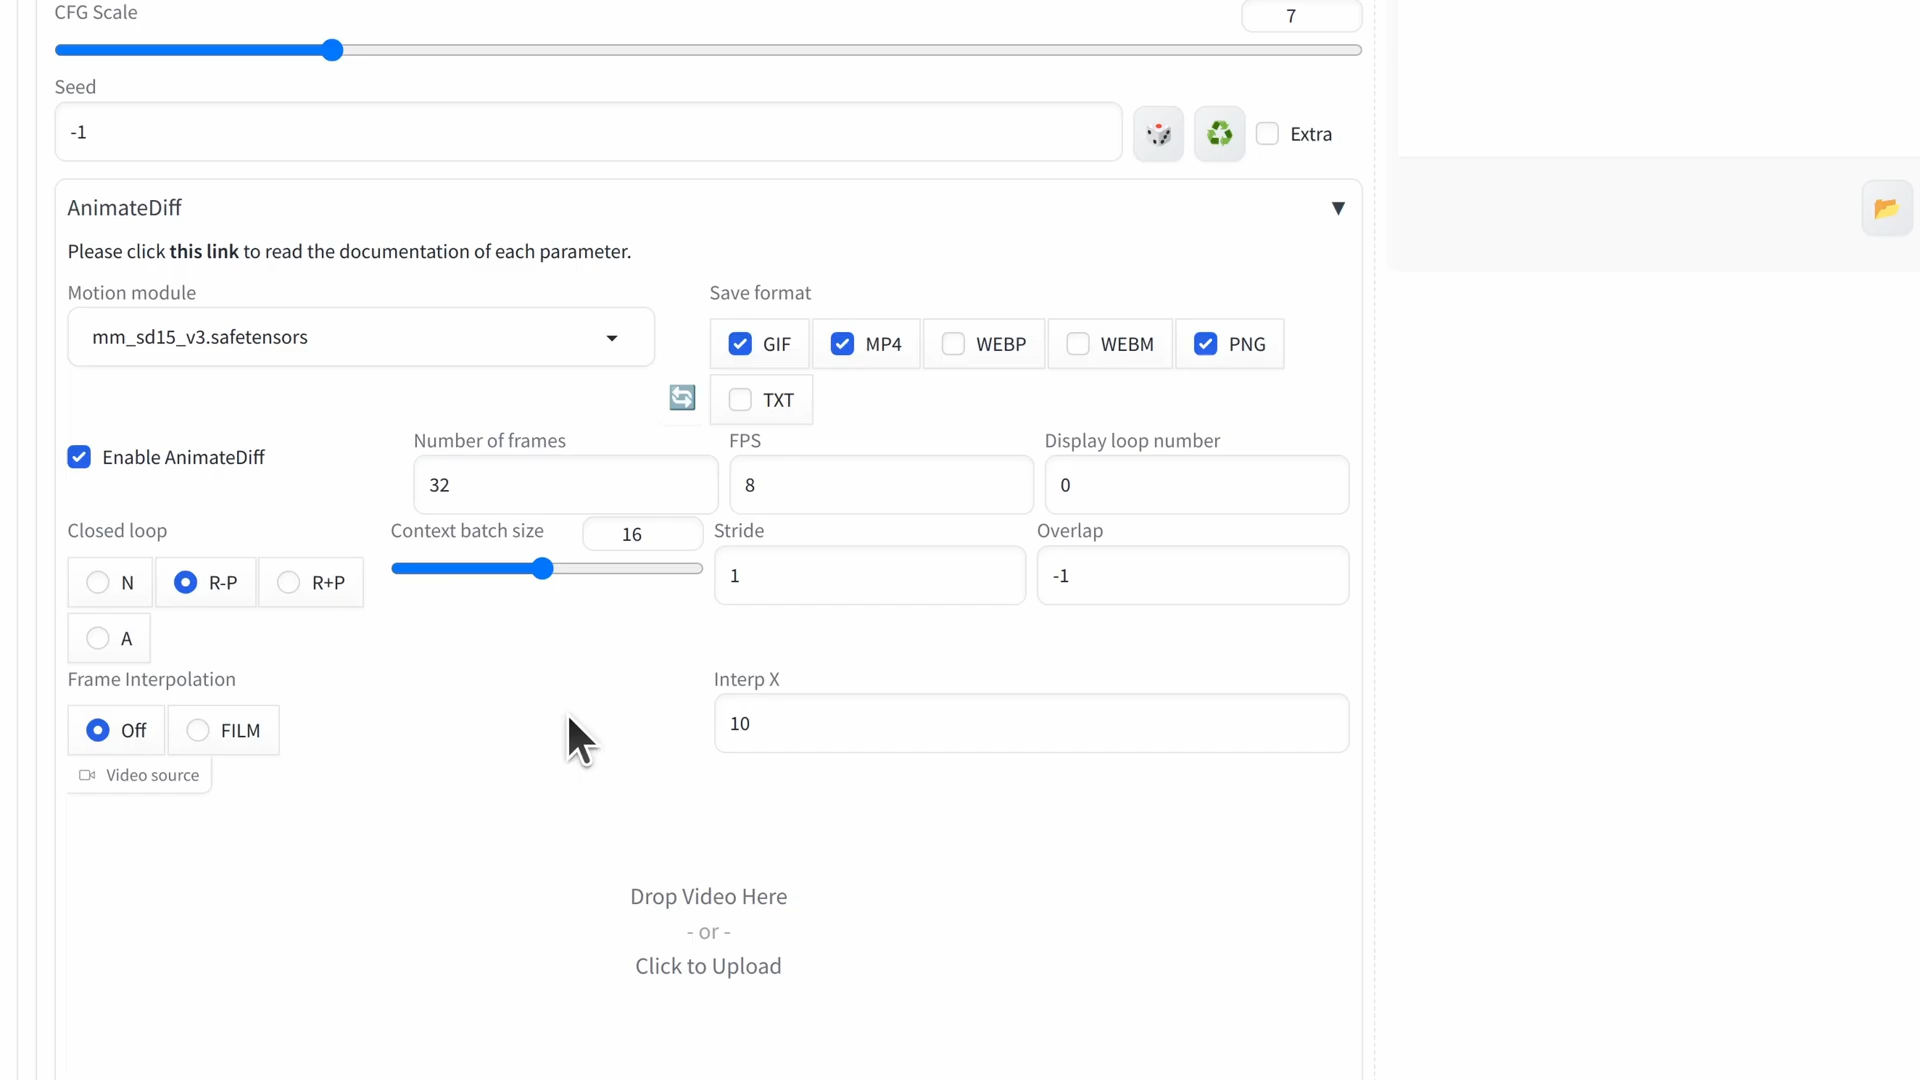 CFG Scale
7
Seed
-1
Extra
AnimateDiff
Please click this link to read the documentation of each parameter.
Motion module
Save format
mm_sd15_v3.safetensors
GIF
MP4
WEBP
WEBM
PNG
TXT
Enable AnimateDiff
Number of frames
FPS
Display loop number
32
8
0
Closed loop
Context batch size
16
Stride
Overlap
N
R-P
R+P
1
-1
A
Frame Interpolation
Interp X
Off
FILM
10
Video source
Drop Video Here
- or -
Click to Upload